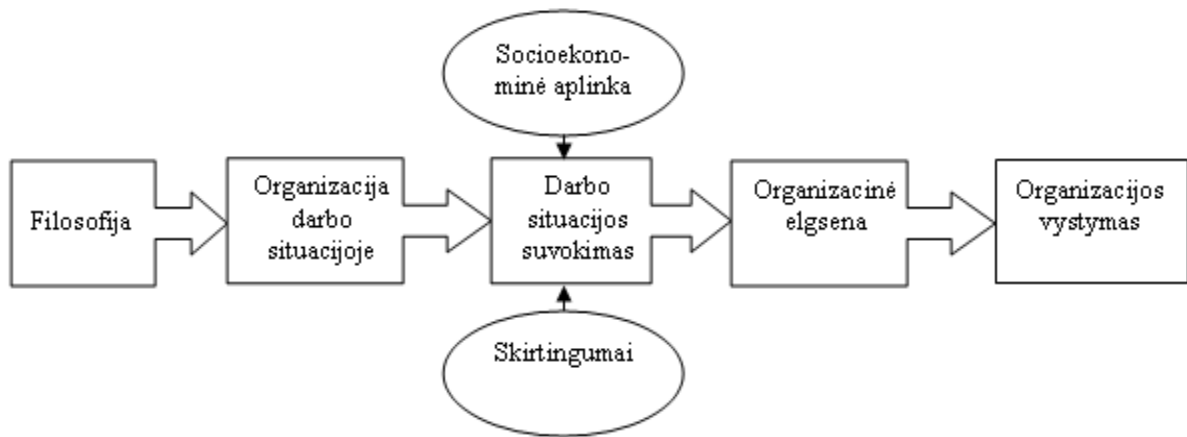 Socioekono-
minė aplinka
Filosofija
Organizacija
darbo
situacijoje
Darbo
situacijos
suvokimas
Organizacinė
elgsena
Organizacijos
vystymas
Skirtingumai